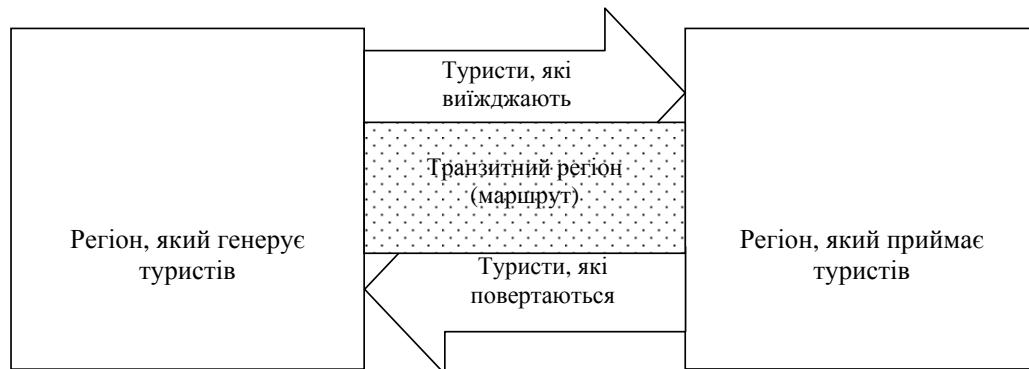 Туристи, які
виїжджають
Транзитний регіон
(маршрут)
Регіон, який генерує
туристів
Регіон, який приймає
туристів
Туристи, які
повертаються